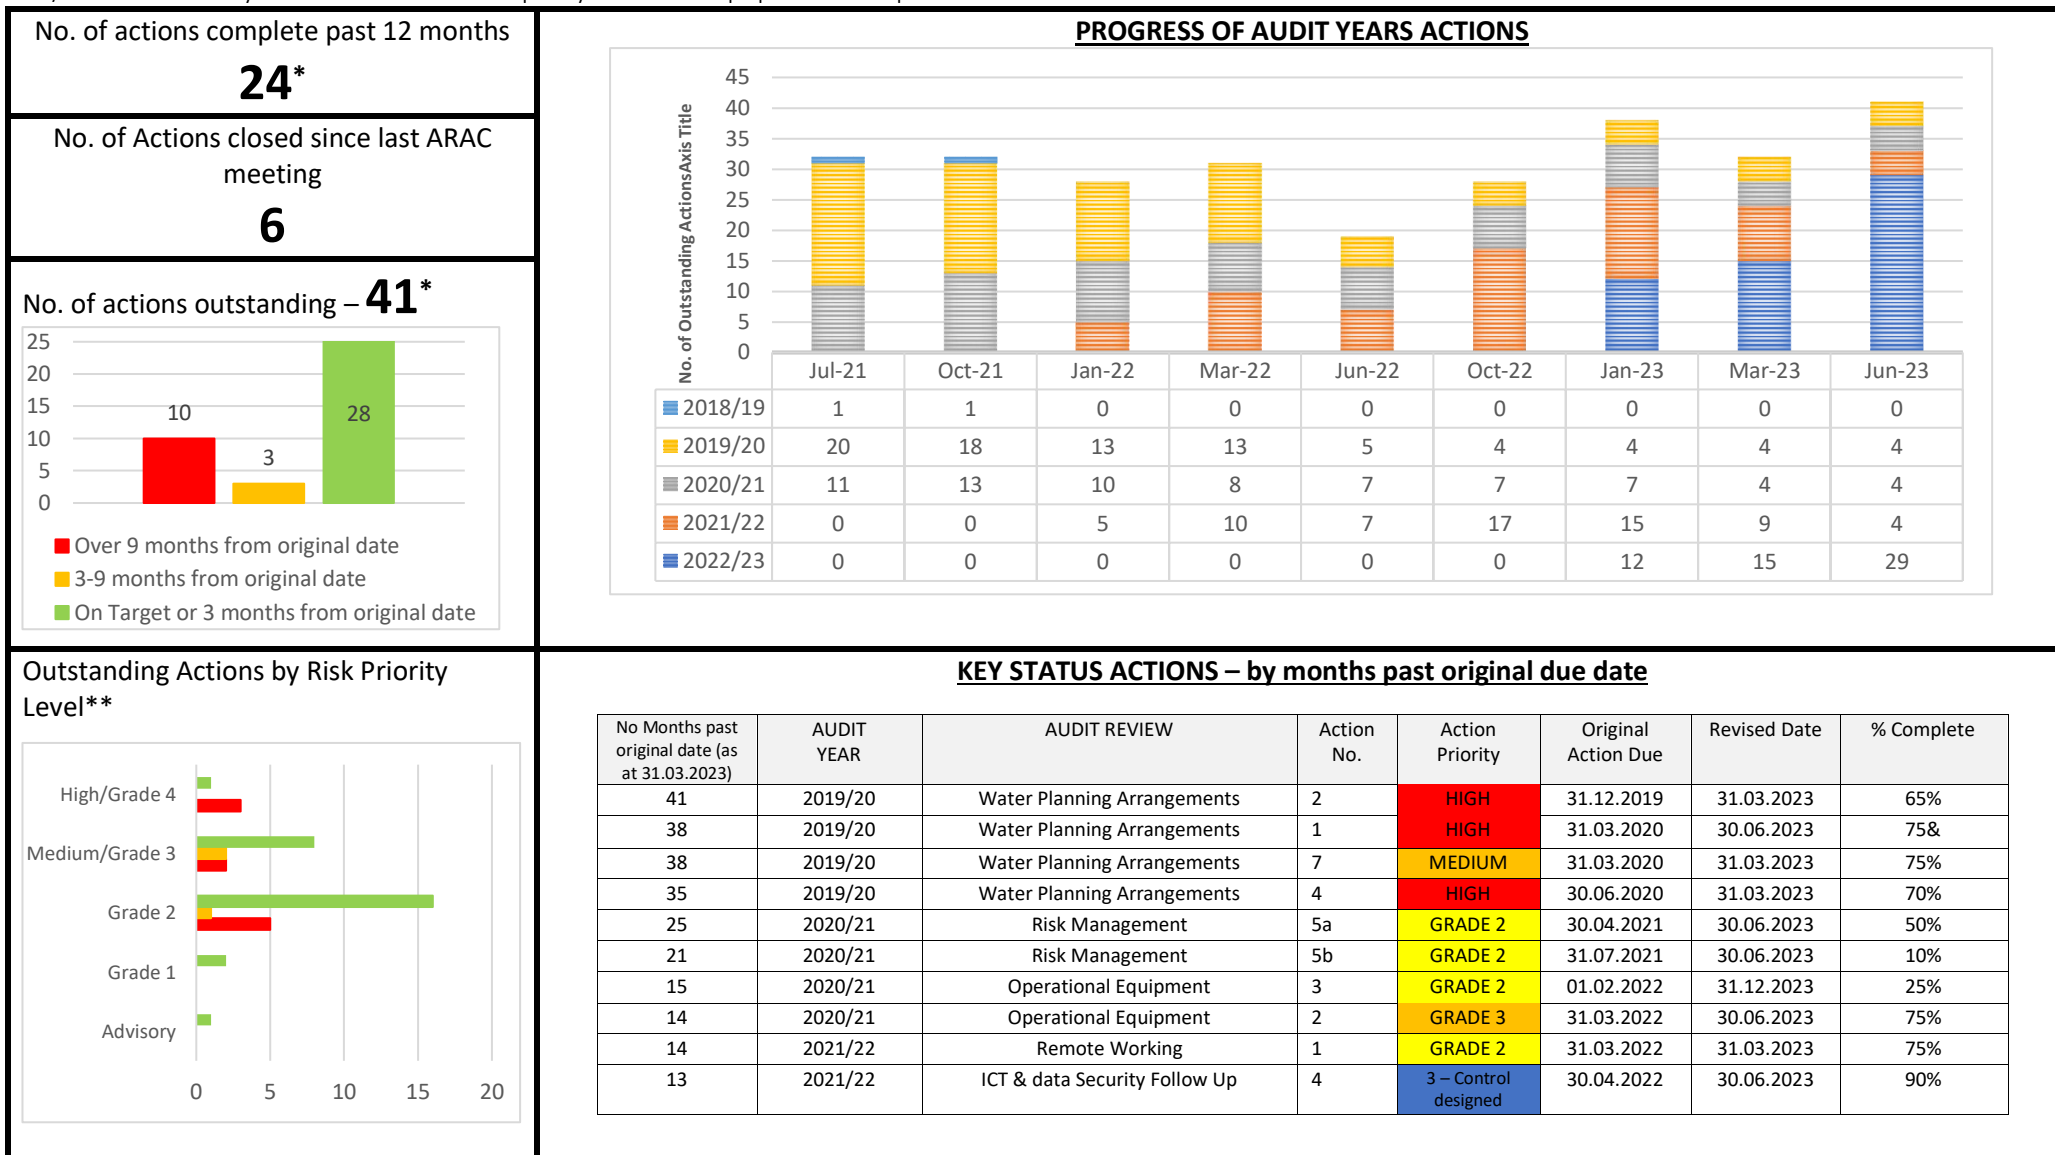 No. of actions complete past 12 months
24*
No. of Actions closed since last ARAC
meeting
6
No. of actions outstanding – 41*
25
20
15
10
5
0
10
3
28
Over 9 months from original date
3-9 months from original date
On Target or 3 months from original date
PROGRESS OF AUDIT YEARS ACTIONS
No. of Outstanding ActionsAxis Title
45
40
35
30
25
20
15
10
5
0
Jul-21 Oct-21 Jan-22 Mar-22 Jun-22 Oct-22 Jan-23 Mar-23 Jun-23
2018/19 1 1 0 0 0 0 0 0 0
2019/20 20 18 13 13 5 4 4 4 4
2020/21 11 13 10 8 7 7 7 4 4
2021/22 0 0 5 10 7 17 15 9 4
2022/23 0 0 0 0 0 0 12 15 29
Outstanding Actions by Risk Priority
Level**
High/Grade 4
Medium/Grade 3
Grade 2
Grade 1
Advisory
0 5 10 15 20
KEY STATUS ACTIONS – by months past original due date
No Months past original date (as at 31.03.2023) AUDIT YEAR AUDIT REVIEW Action No. Action Priority Original Action Due Revised Date % Complete
41 2019/20 Water Planning Arrangements 2 HIGH 31.12.2019 31.03.2023 65%
38 2019/20 Water Planning Arrangements 1 HIGH 31.03.2020 30.06.2023 75&
38 2019/20 Water Planning Arrangements 7 MEDIUM 31.03.2020 31.03.2023 75%
35 2019/20 Water Planning Arrangements 4 HIGH 30.06.2020 31.03.2023 70%
25 2020/21 Risk Management 5a GRADE 2 30.04.2021 30.06.2023 50%
21 2020/21 Risk Management 5b GRADE 2 31.07.2021 30.06.2023 10%
15 2020/21 Operational Equipment 3 GRADE 2 01.02.2022 31.12.2023 25%
14 2020/21 Operational Equipment 2 GRADE 3 31.03.2022 30.06.2023 75%
14 2021/22 Remote Working 1 GRADE 2 31.03.2022 31.03.2023 75%
13 2021/22 ICT & data Security Follow Up 4 3 – Control designed 30.04.2022 30.06.2023 90%